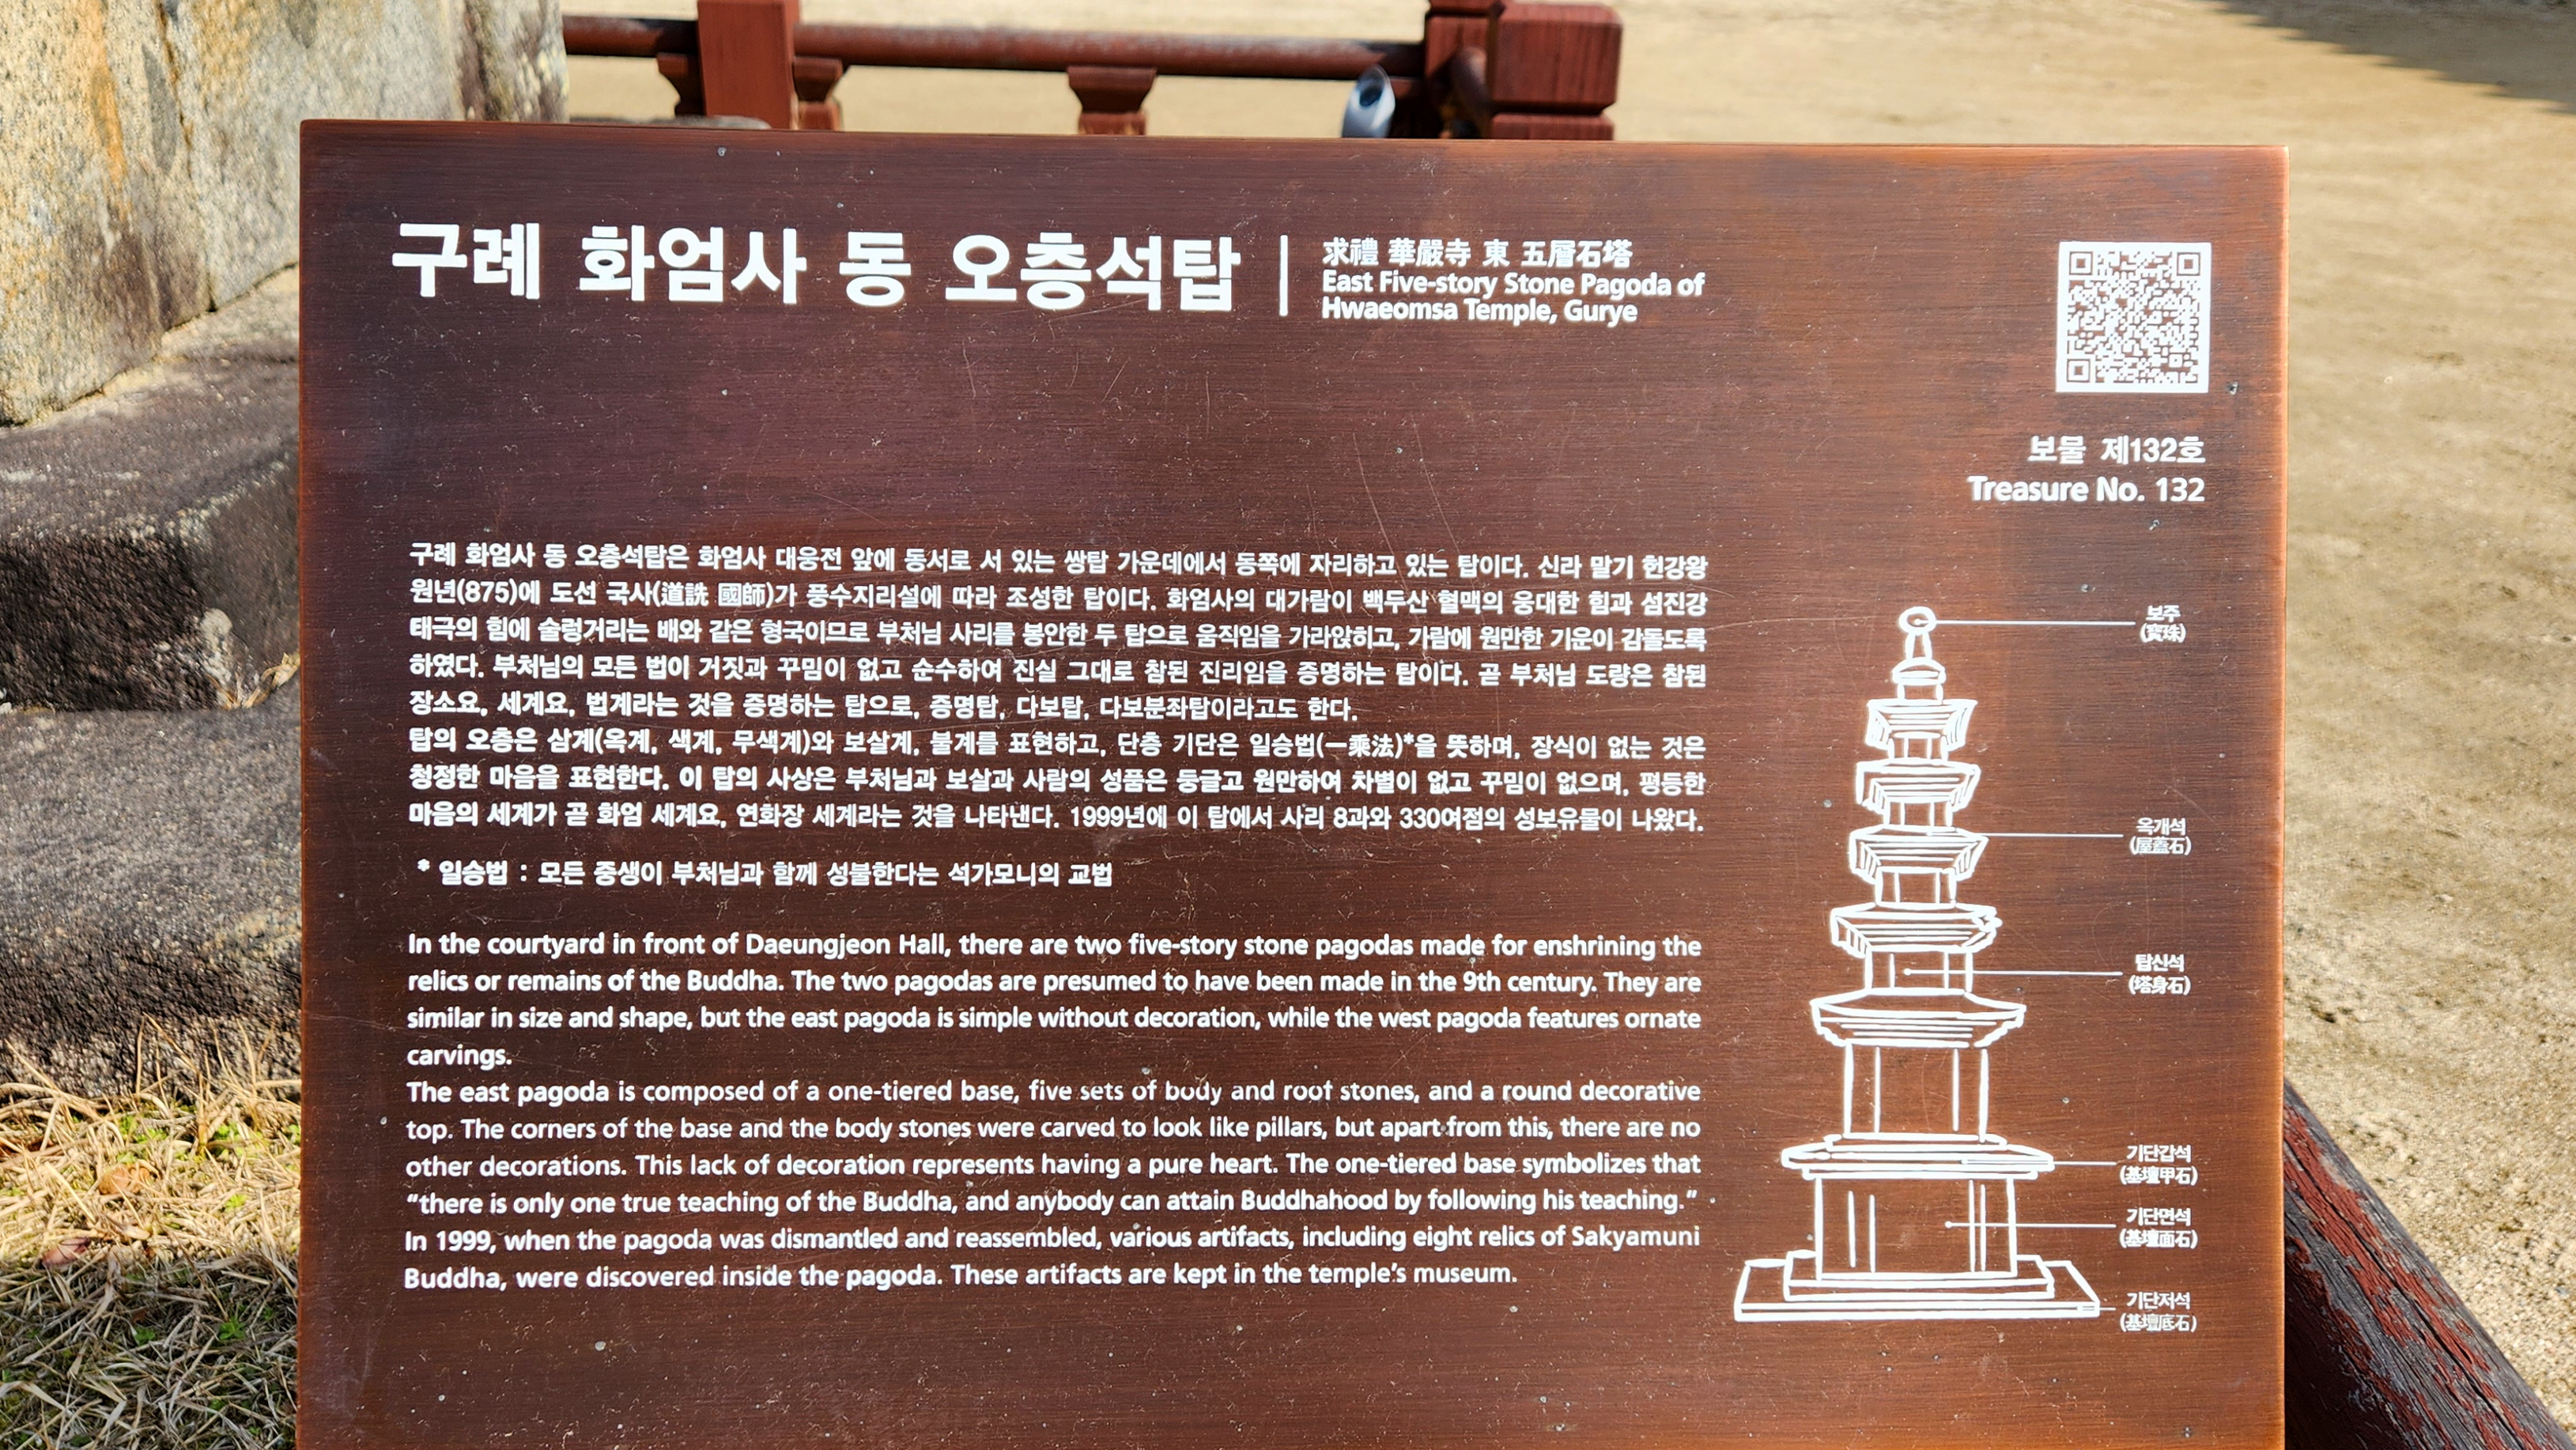 구례 화엄사 동 오층석탑
求禮 華嚴寺 東 五層石塔
East Five-story Stone Pagoda of
Hwaeomsa Temple, Gurye
보물 제132호
Treasure No. 132
구례 화엄사 동 오층석탑은 화엄사 대웅전 앞에 동서로 서 있는 쌍탑 가운데에서 동쪽에 자리하고 있는 탑이다. 신라 말기 헌강왕
원년(875)에 도선 국사(道詵 國師)가 풍수지리설에 따라 조성한 탑이다. 화엄사의 대가람이 백두산 혈맥의 웅대한 힘과 섬진강
태극의 힘에 술렁거리는 배와 같은 형국이므로 부처님 사리를 봉안한 두 탑으로 움직임을 가라앉히고, 가람에 원만한 기운이 감돌도록
하였다. 부처님의 모든 법이 거짓과 꾸밈이 없고 순수하여 진실 그대로 참된 진리임을 증명하는 탑이다. 곧 부처님 도량은 참된
장소요, 세계요, 법계라는 것을 증명하는 탑으로, 증명탑, 다보탑, 다보분좌탑이라고도 한다.
탑의 오층은 삼계(욕계, 색계, 무색계)와 보살계, 불계를 표현하고, 단층 기단은 일승법(一乘法)*을 뜻하며, 장식이 없는 것은
청정한 마음을 표현한다. 이 탑의 사상은 부처님과 보살과 사람의 성품은 둥글고 원만하여 차별이 없고 꾸밈이 없으며, 평등한
마음의 세계가 곧 화엄 세계요, 연화장 세계라는 것을 나타낸다. 1999년에 이 탑에서 사리 8과와 330여점의 성보유물이 나왔다.
* 일승법 : 모든 중생이 부처님과 함께 성불한다는 석가모니의 교법
In the courtyard in front of Daeungjeon Hall, there are two five-story stone pagodas made for enshrining the
relics or remains of the Buddha. The two pagodas are presumed to have been made in the 9th century. They are
similar in size and shape, but the east pagoda is simple without decoration, while the west pagoda features ornate
carvings.
The east pagoda is composed of a one-tiered base, five sets of body and roof stones, and a round decorative
top. The corners of the base and the body stones were carved to look like pillars, but apart from this, there are no
other decorations. This lack of decoration represents having a pure heart. The one-tiered base symbolizes that
“there is only one true teaching of the Buddha, and anybody can attain Buddhahood by following his teaching.”
In 1999, when the pagoda was dismantled and reassembled, various artifacts, including eight relics of Sakyamuni
Buddha, were discovered inside the pagoda. These artifacts are kept in the temple's museum.
보주
(寶珠)
옥개석
(屋蓋石)
탑신석
(塔身石)
기단갑석
(基壇甲石)
기단면석
(基壇面石)
기단저석
(基壇底石)